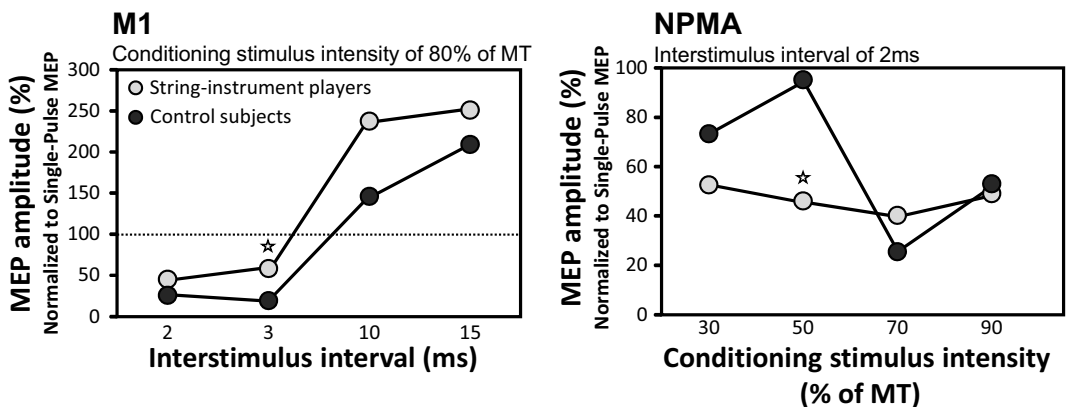 M1
Conditioning stimulus intensity of 80% of MT
MEP amplitude (%)
Normalized to Single-Pulse MEP
300
250
200
150
100
50
0
String-instrument players
Control subjects
2 3 10 15
Interstimulus interval (ms)
NPMA
Interstimulus interval of 2ms
MEP amplitude (%)
Normalized to Single-Pulse MEP
100
80
60
40
20
0
30 50 70 90
Conditioning stimulus intensity
(% of MT)